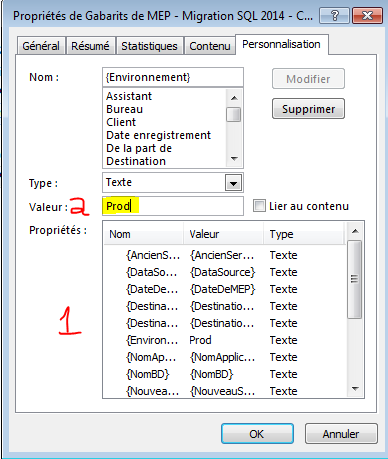 Propriétés de Gabarits de MEP - Migration SQL 2014 - C...
Général Résumé Statistiques Contenu Personnalisation
Nom : {Environnement} Modifier
Assistant
Bureau
Client
Date enregistrement
De la part de
Destination
Supprimer
Type : Texte
Valeur : 2 Prod Lier au contenu
Propriétés :
Nom Valeur Type
{AncienS... {AncienSer... Texte
{DataSo... {DataSource} Texte
{DateDe... {DateDeMEP} Texte
{Destina... {Destinatio... Texte
{Destina... {Destinatio... Texte
{Environ... Prod Texte
{NomAp... {NomApplic... Texte
{NomBD} {NomBD} Texte
{Nouvea... {NouveauS... Texte
1
OK Annuler